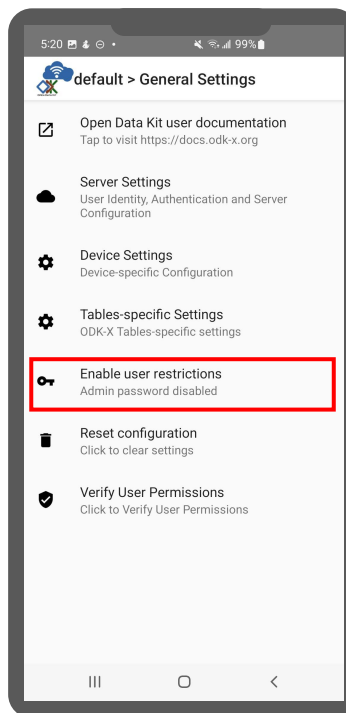 5:20
99%
default > General Settings
Open Data Kit user documentation
Tap to visit https://docs.odk-x.org
Server Settings
User Identity, Authentication and Server
Configuration
Device Settings
Device-specific Configuration
Tables-specific Settings
ODK-X Tables-specific settings
Enable user restrictions
Admin password disabled
Reset configuration
Click to clear settings
Verify User Permissions
Click to Verify User Permissions